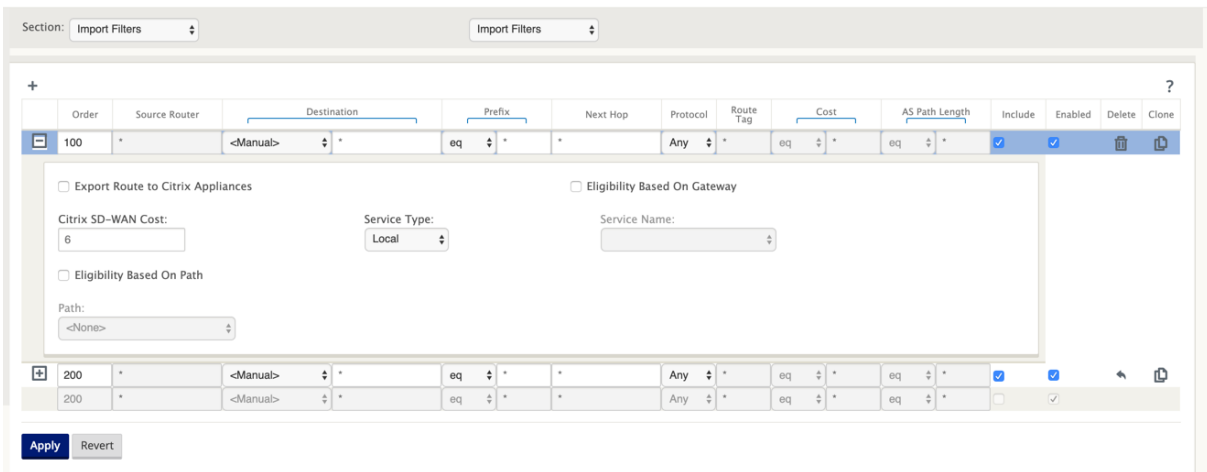 Section: Import Filters Import Filters
+ ?
Order Source Router Destination Prefix Next Hop Protocol Route Tag Cost AS Path Length Include Enabled Delete Clone
100 * <Manual> * eq * * Any * eq * eq *
Export Route to Citrix Appliances Eligibility Based On Gateway
Citrix SD-WAN Cost: Service Type: Service Name:
6 Local
Eligibility Based On Path
Path:
<None>
200 * <Manual> * eq * * Any * eq * eq *
200 * <Manual> * eq * * Any * eq * eq *
Apply Revert